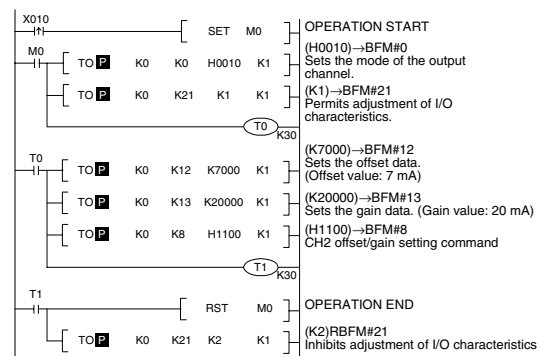 X010
SET M0 OPERATION START
M0
TO P K0 K0 H0010 K1 (H0010)→BFM#0
Sets the mode of the output
channel.
TO P K0 K21 K1 K1 (K1)→BFM#21
Permits adjustment of I/O
characteristics.
T0 K30
T0
TO P K0 K12 K7000 K1 (K7000)→BFM#12
Sets the offset data.
(Offset value: 7 mA)
TO P K0 K13 K20000 K1 (K20000)→BFM#13
Sets the gain data. (Gain value: 20 mA)
TO P K0 K8 H1100 K1 (H1100)→BFM#8
CH2 offset/gain setting command
T1 K30
T1
RST M0 OPERATION END
TO P K0 K21 K2 K1 (K2)RBFM#21
Inhibits adjustment of I/O characteristics